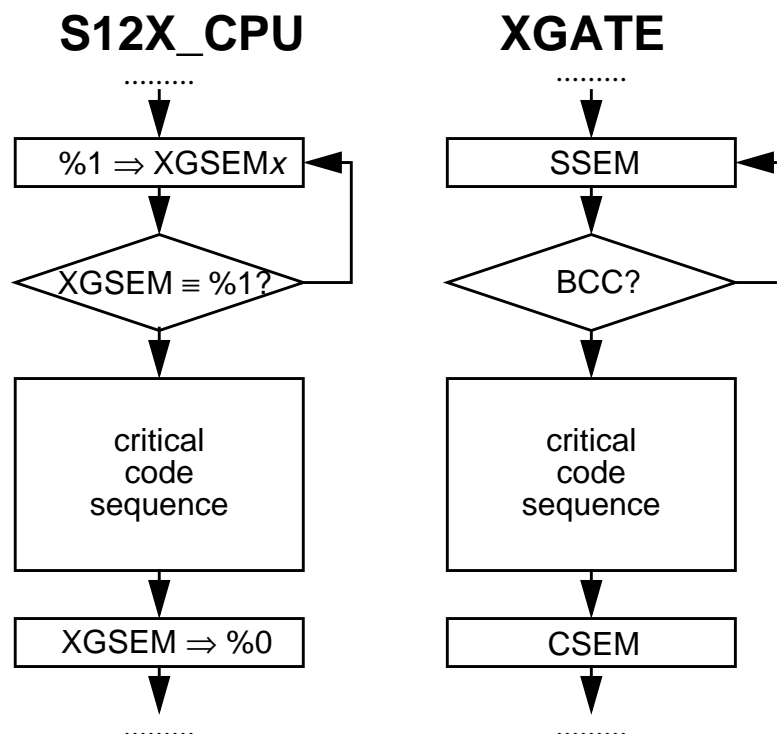 S12X_CPU
.........
%1 ⇒ XGSEMx
XGSEM ≡ %1?
critical
code
sequence
XGSEM ⇒ %0
.........
XGATE
.........
SSEM
BCC?
critical
code
sequence
CSEM
.........